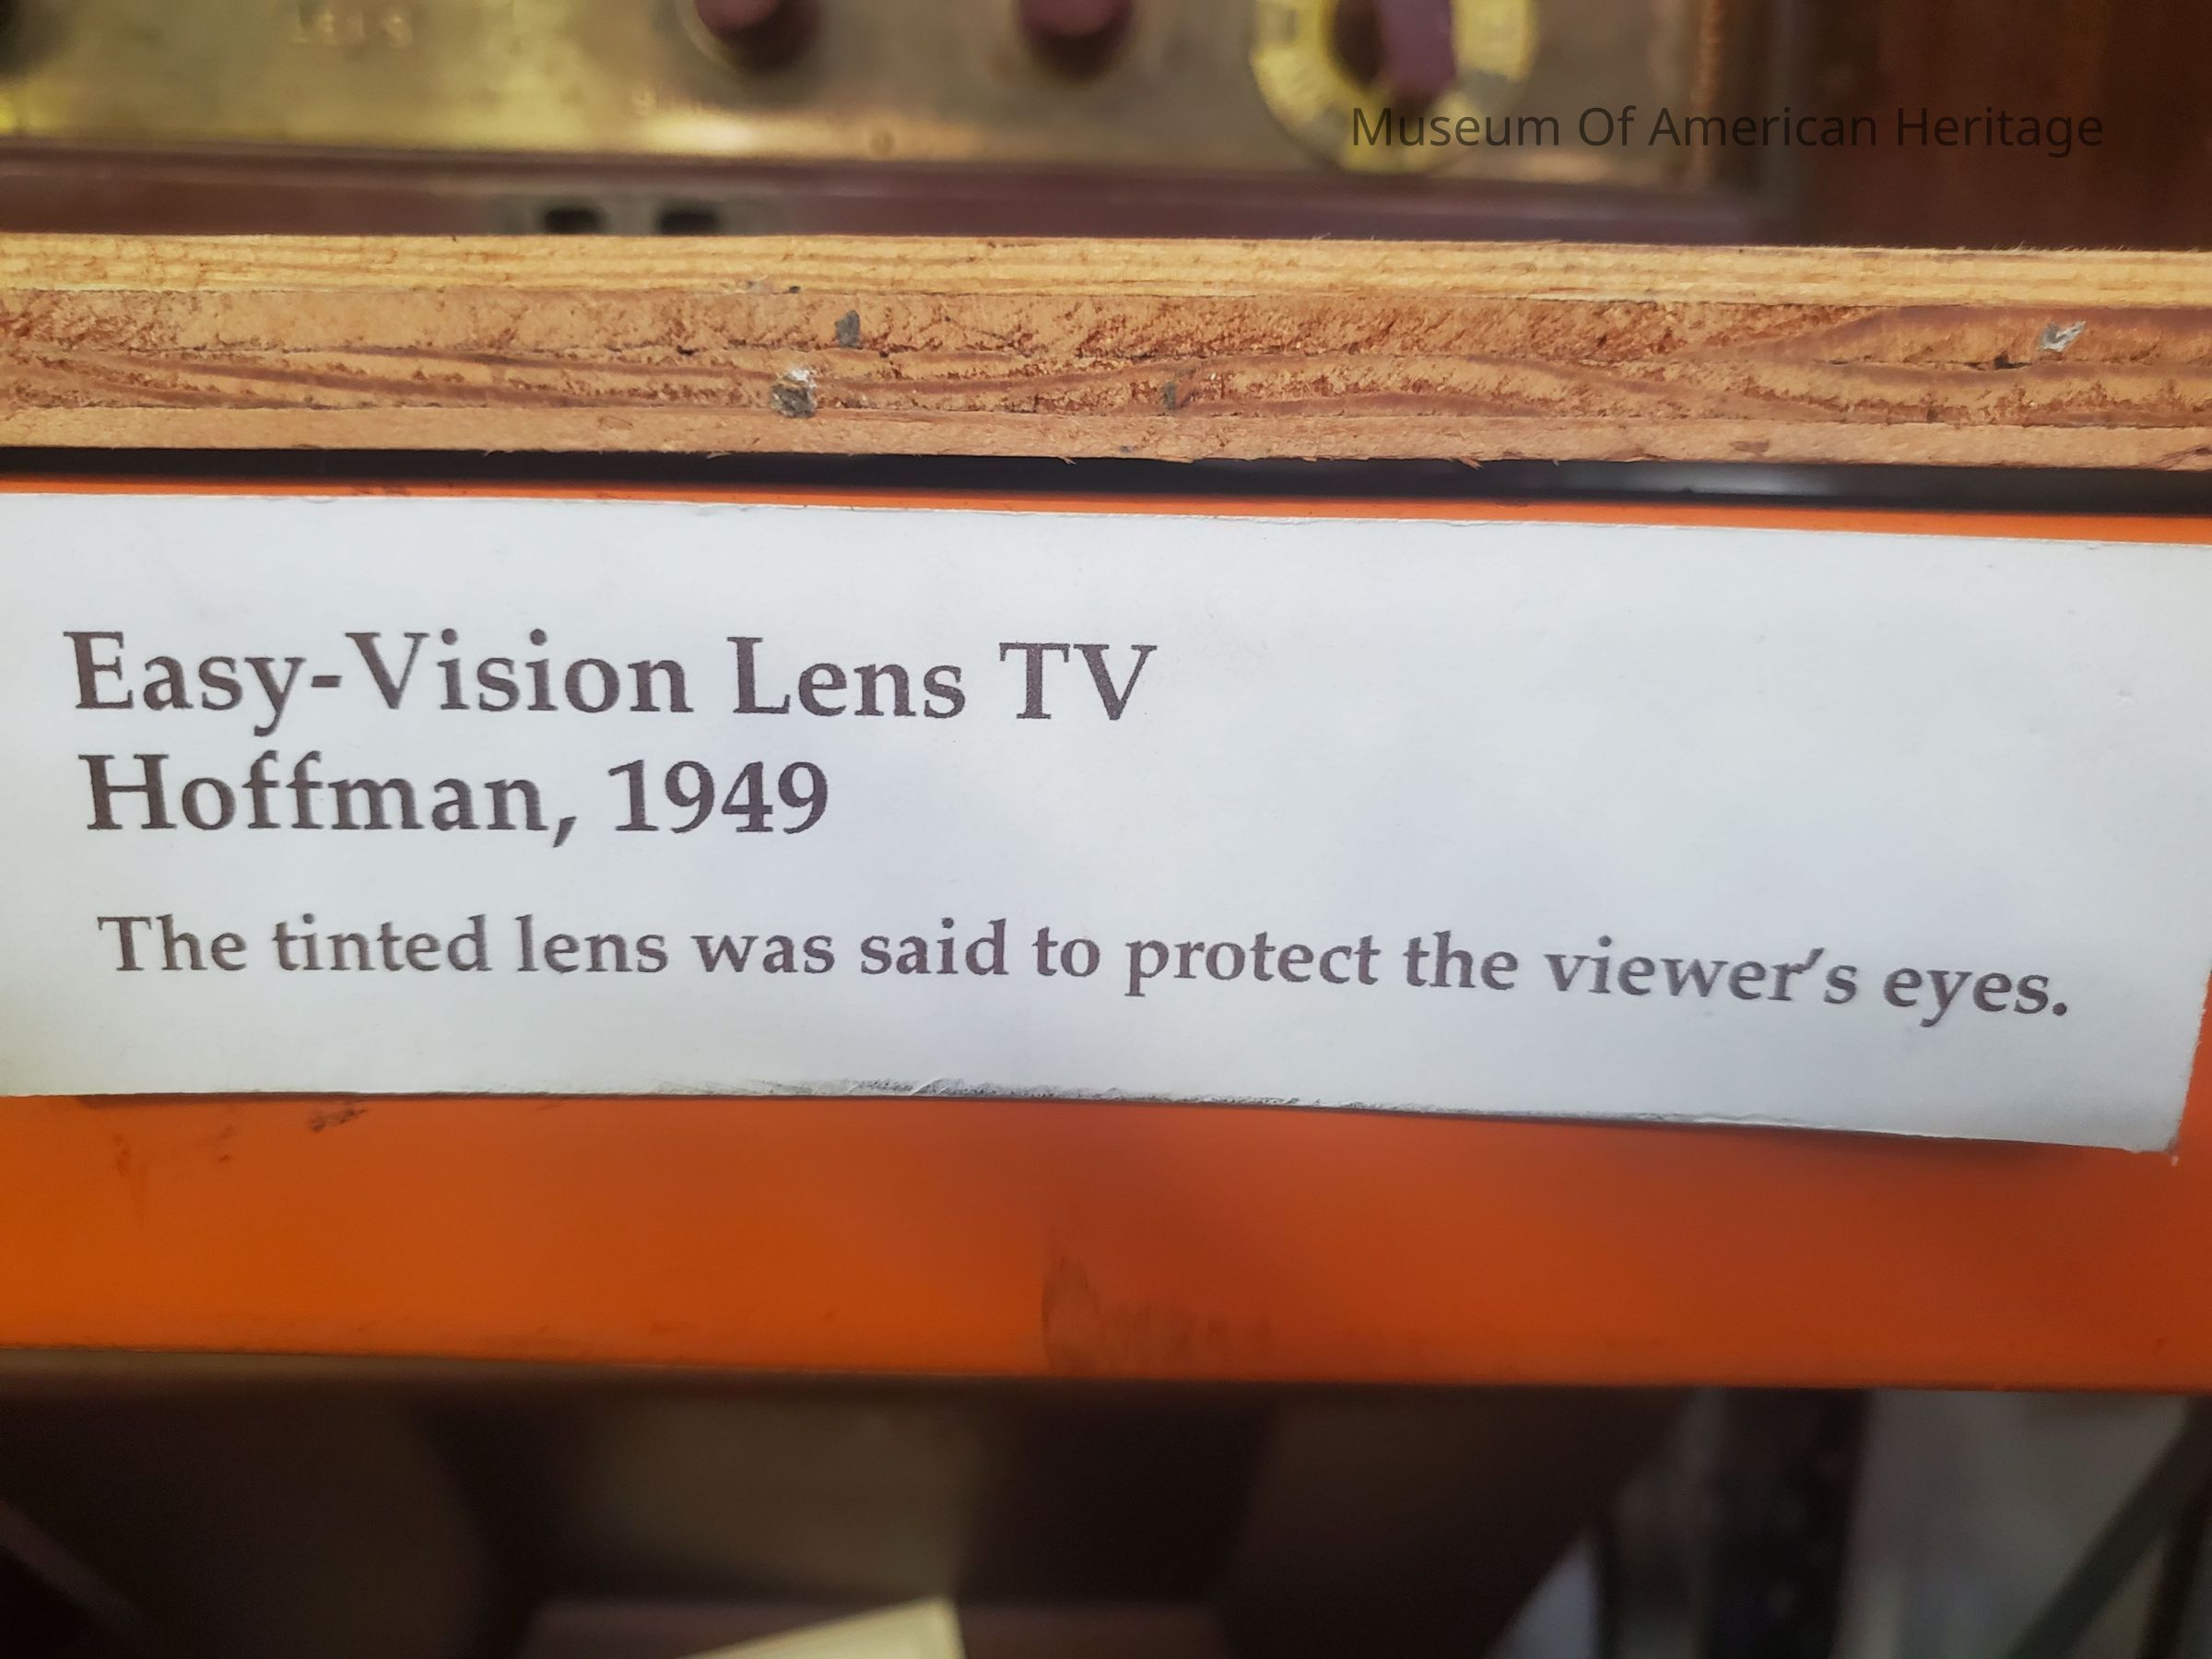 Museum Of American Heritage
Easy-Vision Lens TV
Hoffman, 1949
The tinted lens was said to protect the viewer's eyes.